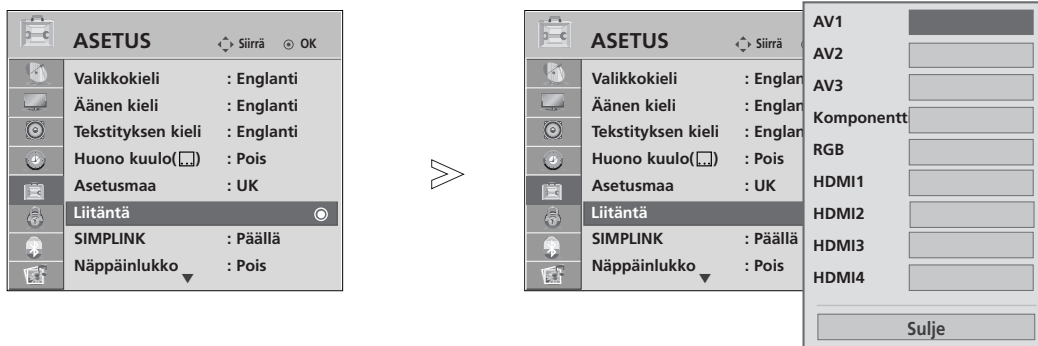 ASETUS Siirrä OK
Valikkokieli : Englanti
Äänen kieli : Englanti
Tekstityksen kieli : Englanti
Huono kuulo( ) : Pois
Asetusmaa : UK
Liitäntä
SIMPLINK : Päällä
Näppäinlukko : Pois
ASETUS Siirrä
Valikkokieli : Englan
Äänen kieli : Englan
Tekstityksen kieli : Englan
Huono kuulo( ) : Pois
Asetusmaa : UK
Liitäntä
SIMPLINK : Päällä
Näppäinlukko : Pois
AV1
AV2
AV3
Komponentt
RGB
HDMI1
HDMI2
HDMI3
HDMI4
Sulje